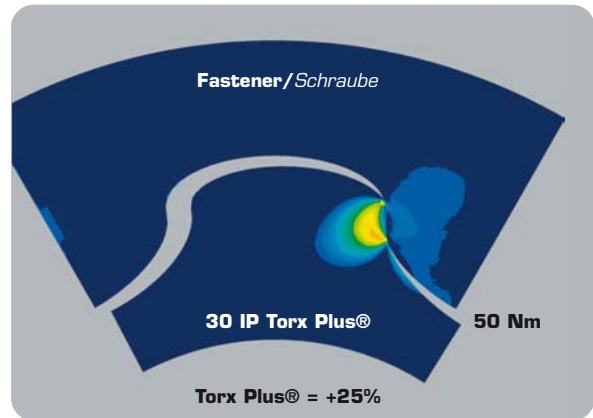 Fastener/Schraube
30 IP Torx Plus®
50 Nm
Torx Plus® = +25%